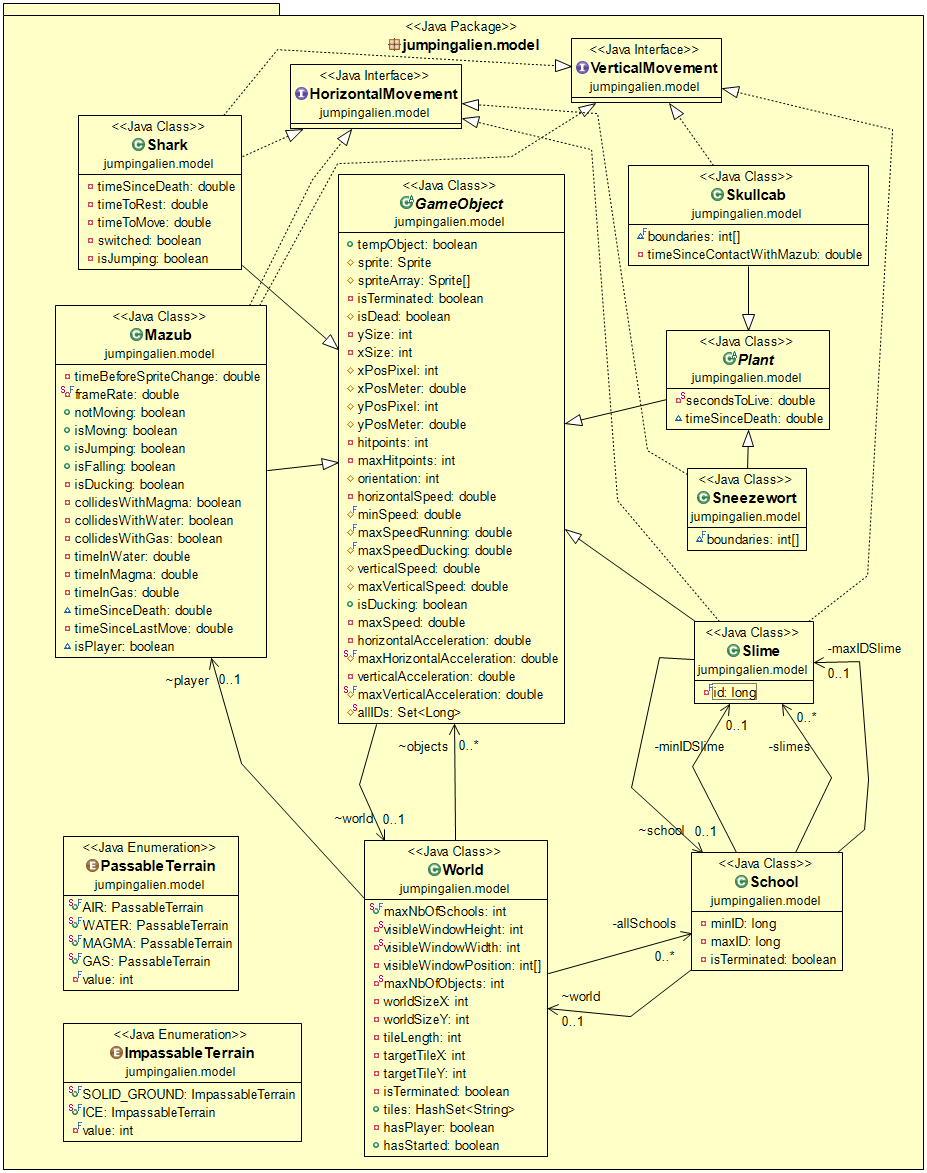 <<Java Package>>
jumpingalien.model
<<Java Interface>>
VerticalMovement
jumpingalien.model
<<Java Interface>>
HorizontalMovement
jumpingalien.model
<<Java Class>>
Shark
jumpingalien.model
timeSinceDeath: double
timeToRest: double
timeToMove: double
switched: boolean
isJumping: boolean
<<Java Class>>
GameObject
jumpingalien.model
tempObject: boolean
sprite: Sprite
spriteArray: Sprite[]
isTerminated: boolean
isDead: boolean
ySize: int
xSize: int
xPosPixel: int
xPosMeter: double
yPosPixel: int
yPosMeter: double
hitpoints: int
maxHitpoints: int
orientation: int
horizontalSpeed: double
minSpeed: double
maxSpeedRunning: double
maxSpeedDucking: double
verticalSpeed: double
maxVerticalSpeed: double
isDucking: boolean
maxSpeed: double
horizontalAcceleration: double
maxHorizontalAcceleration: double
verticalAcceleration: double
maxVerticalAcceleration: double
allIDs: Set<Long>
<<Java Class>>
Skullcab
jumpingalien.model
boundaries: int[]
timeSinceContactWithMazub: double
<<Java Class>>
Mazub
jumpingalien.model
timeBeforeSpriteChange: double
frameRate: double
notMoving: boolean
isMoving: boolean
isJumping: boolean
isFalling: boolean
isDucking: boolean
collidesWithMagma: boolean
collidesWithWater: boolean
collidesWithGas: boolean
timeInWater: double
timeInMagma: double
timeInGas: double
timeSinceDeath: double
timeSinceLastMove: double
isPlayer: boolean
<<Java Class>>
Plant
jumpingalien.model
secondsToLive: double
timeSinceDeath: double
<<Java Class>>
Sneezewort
jumpingalien.model
boundaries: int[]
<<Java Class>>
Slime
jumpingalien.model
id: long
-maxIDSlime
0..1
~player
0..1
~objects
0..*
~world
0..1
-minIDSlime
0..1
-slimes
0..*
~school
0..1
<<Java Enumeration>>
PassableTerrain
jumpingalien.model
AIR: PassableTerrain
WATER: PassableTerrain
MAGMA: PassableTerrain
GAS: PassableTerrain
value: int
<<Java Class>>
World
jumpingalien.model
maxNbOfSchools: int
visibleWindowHeight: int
visibleWindowWidth: int
visibleWindowPosition: int[]
maxNbOfObjects: int
worldSizeX: int
worldSizeY: int
tileLength: int
targetTileX: int
targetTileY: int
isTerminated: boolean
tiles: HashSet<String>
hasPlayer: boolean
hasStarted: boolean
<<Java Class>>
School
jumpingalien.model
minID: long
maxID: long
isTerminated: boolean
-allSchools
0..*
~world
0..1
<<Java Enumeration>>
ImpassableTerrain
jumpingalien.model
SOLID_GROUND: ImpassableTerrain
ICE: ImpassableTerrain
value: int